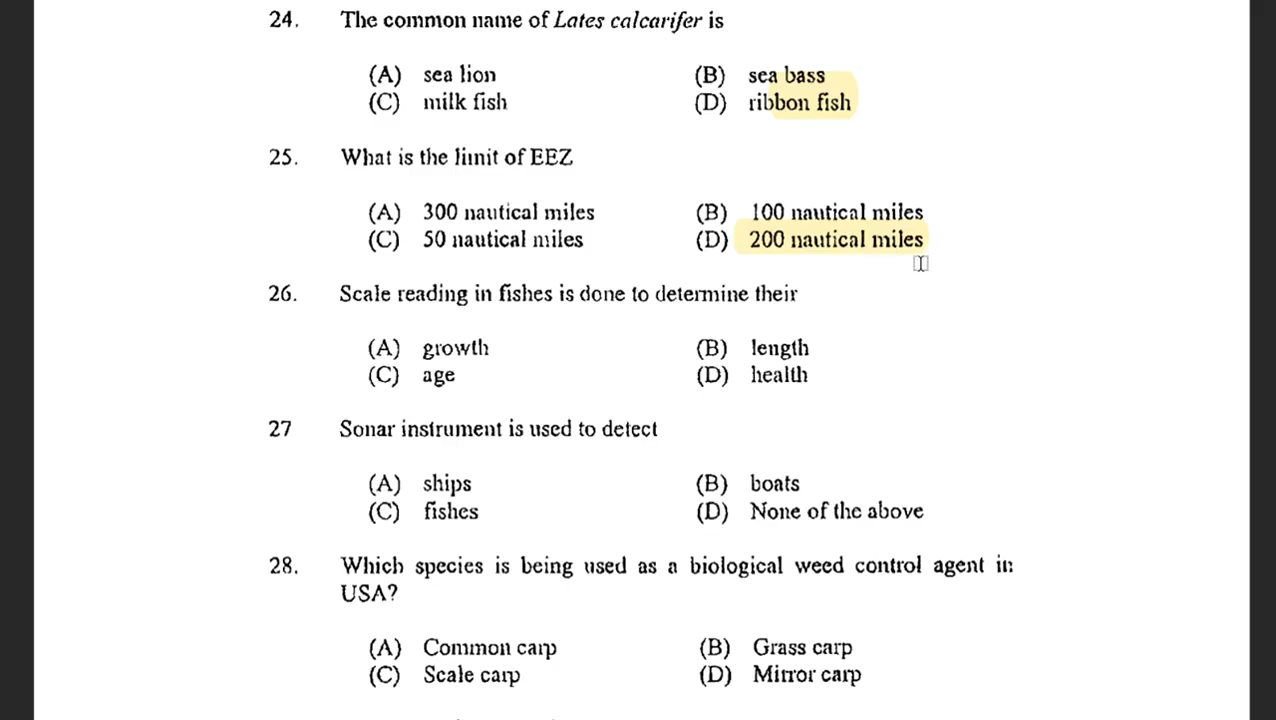 24. The common name of Lates calcarifer is
(A) sea lion (B) sea bass
(C) milk fish (D) ribbon fish
25. What is the limit of EEZ
(A) 300 nautical miles (B) 100 nautical miles
(C) 50 nautical miles (D) 200 nautical miles
26. Scale reading in fishes is done to determine their
(A) growth (B) length
(C) age (D) health
27 Sonar instrument is used to detect
(A) ships (B) boats
(C) fishes (D) None of the above
28. Which species is being used as a biological weed control agent in
USA?
(A) Common carp (B) Grass carp
(C) Scale carp (D) Mirror carp